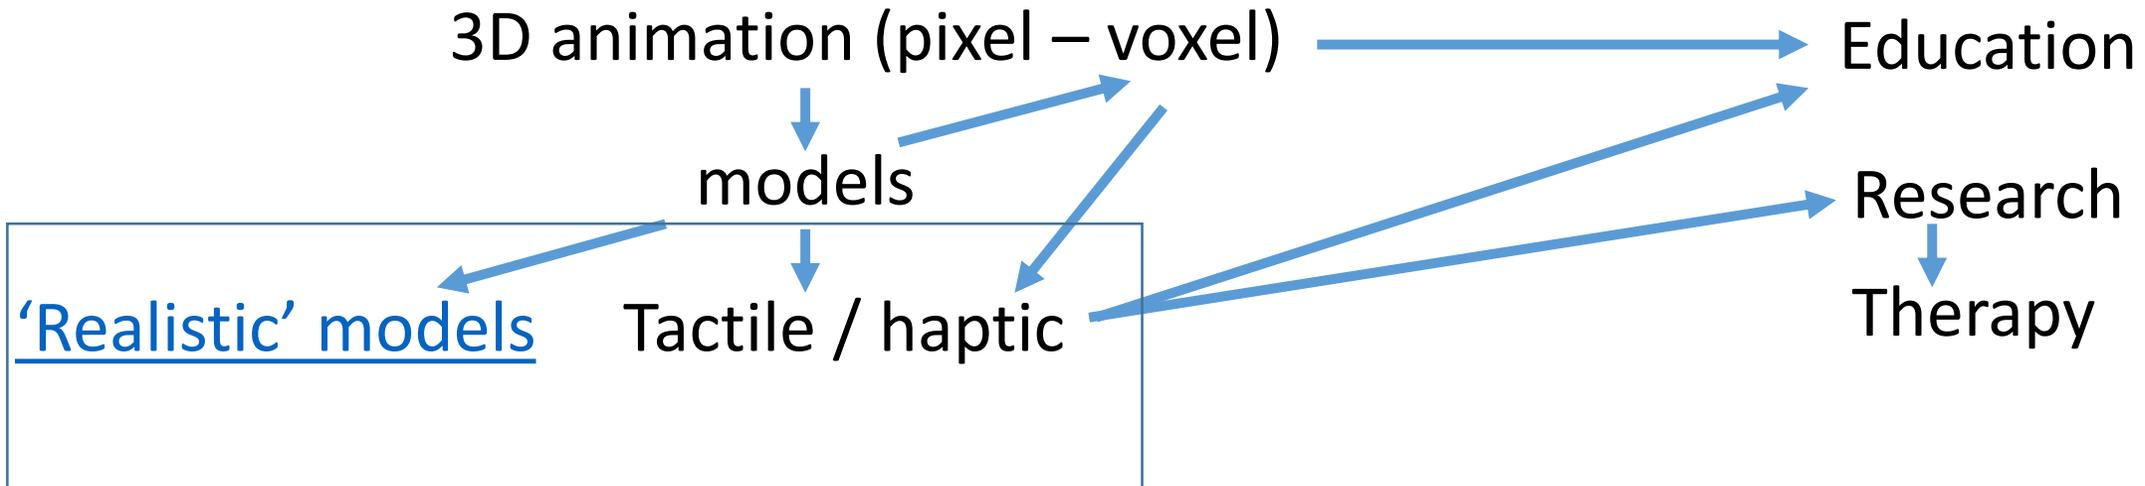 3D animation (pixel – voxel)
Education
models
Research
‘Realistic’ models
Tactile / haptic
Therapy